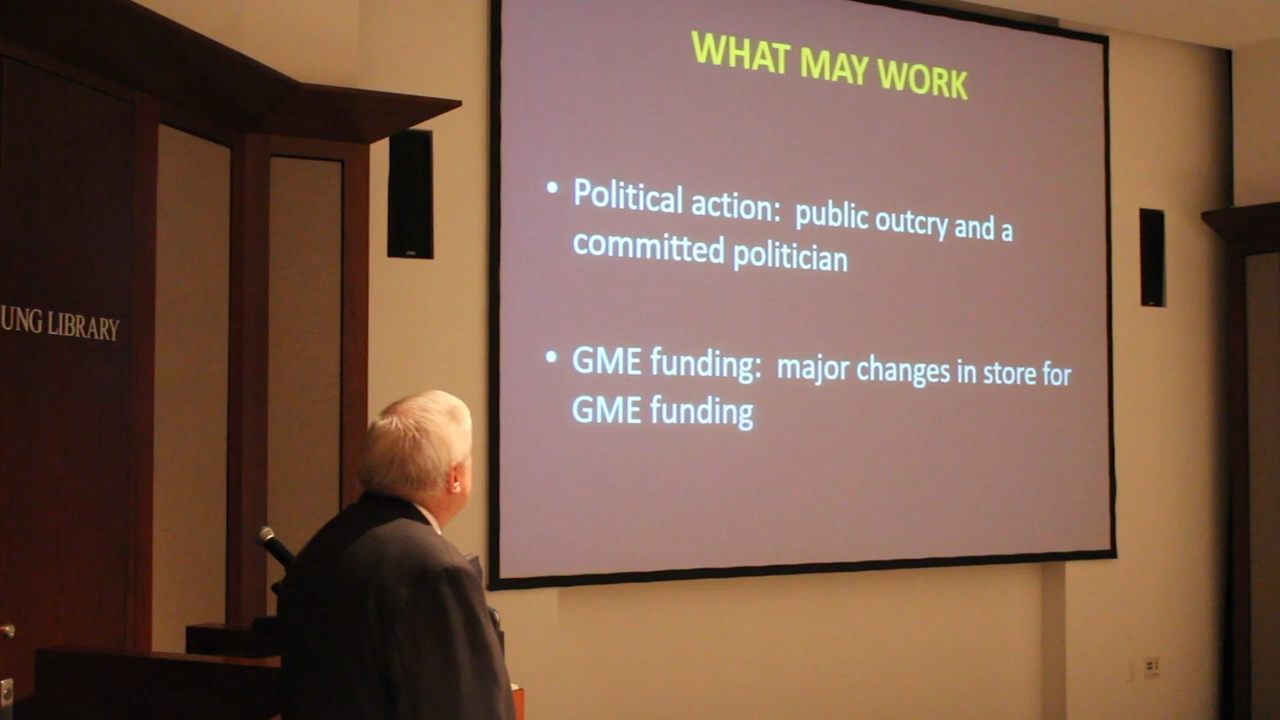 WHAT MAY WORK
• Political action:  public outcry and a
committed politician
• GME funding:  major changes in store for
GME funding
UNG LIBRARY